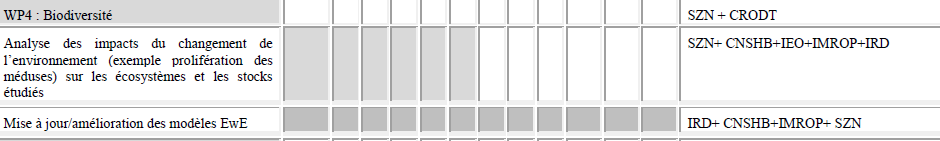 WP4 : Biodiversité
SZN + CRODT
Analyse des impacts du changement de
l’environnement (exemple prolifération des
méduses) sur les écosystèmes et les stocks
étudiés
SZN+ CNSHB+IEO+IMROP+IRD
Mise à jour/amélioration des modèles EwE
IRD+ CNSHB+IMROP+ SZN